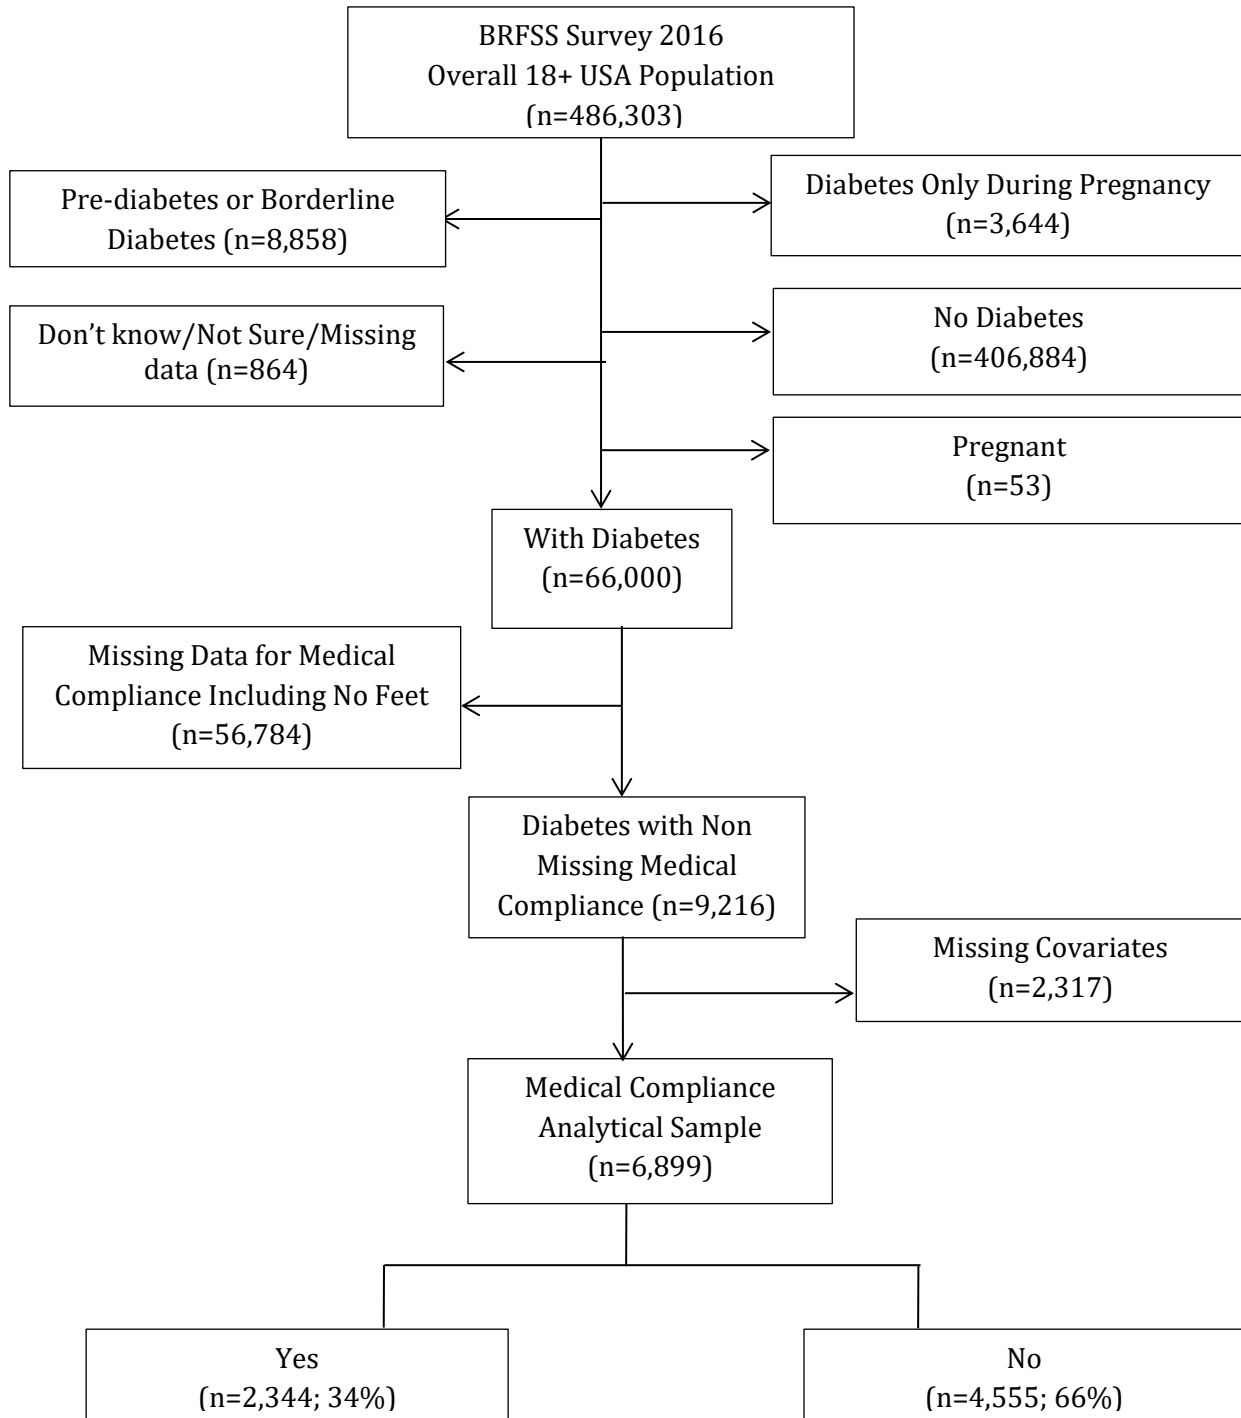 BRFSS Survey 2016
Overall 18+ USA Population
(n=486,303)
Pre-diabetes or Borderline
Diabetes (n=8,858)
Diabetes Only During Pregnancy
(n=3,644)
Don’t know/Not Sure/Missing
data (n=864)
No Diabetes
(n=406,884)
Pregnant
(n=53)
With Diabetes
(n=66,000)
Missing Data for Medical
Compliance Including No Feet
(n=56,784)
Diabetes with Non
Missing Medical
Compliance (n=9,216)
Missing Covariates
(n=2,317)
Medical Compliance
Analytical Sample
(n=6,899)
Yes
(n=2,344; 34%)
No
(n=4,555; 66%)